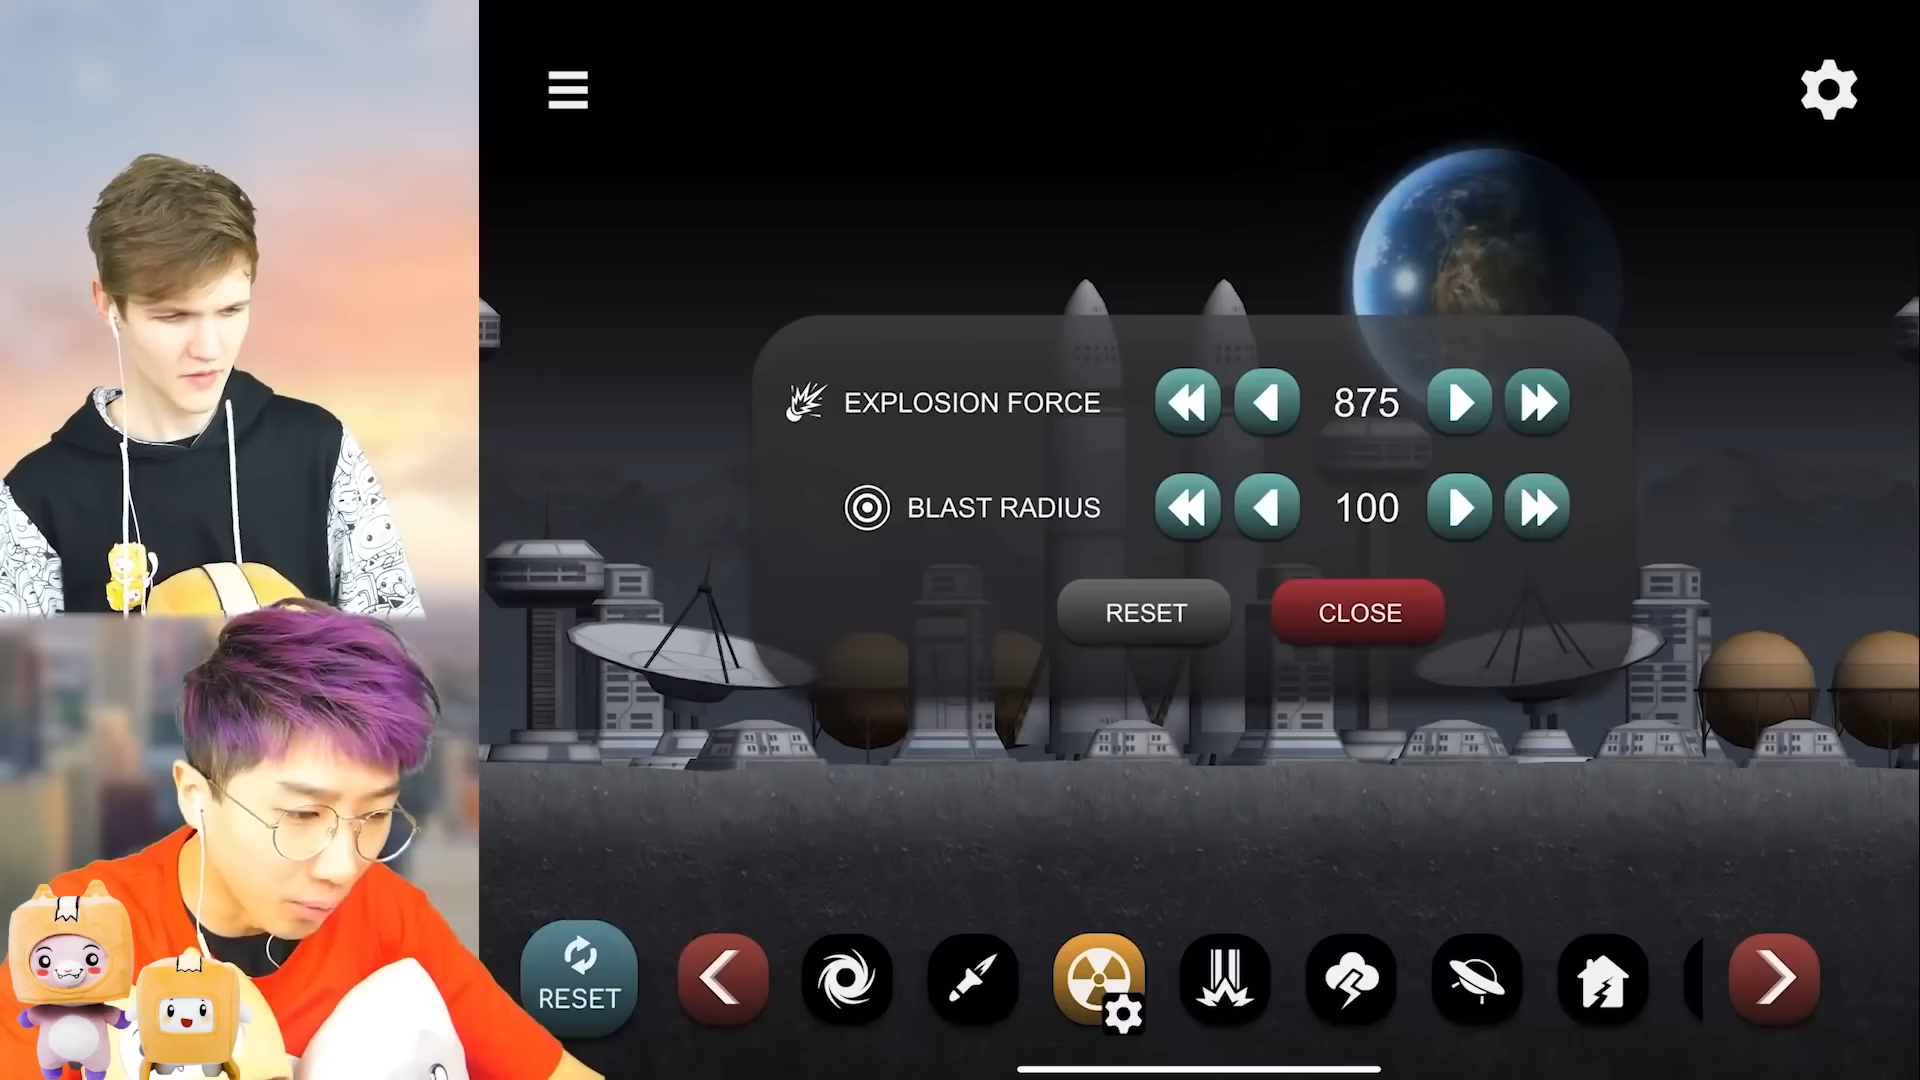 EXPLOSION FORCE 875
BLAST RADIUS 100
RESET CLOSE
RESET